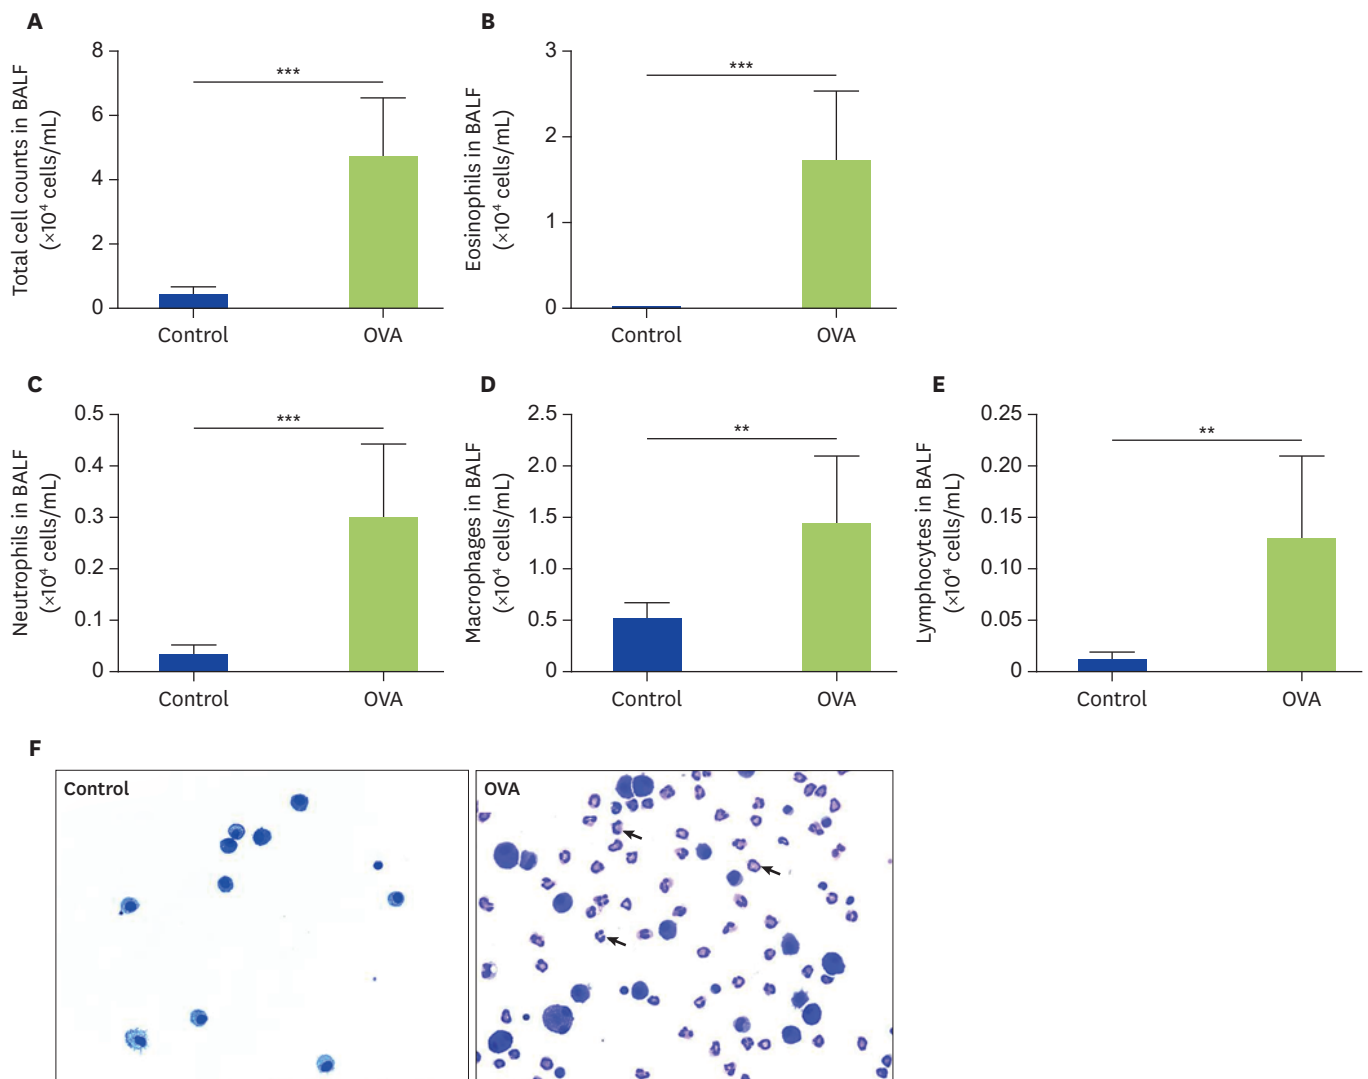 A
Total cell counts in BALF
(×10⁴ cells/mL)
8
6
4
2
0
***
Control
OVA
B
Eosinophils in BALF
(×10⁴ cells/mL)
3
2
1
0
***
Control
OVA
C
Neutrophils in BALF
(×10⁴ cells/mL)
0.5
0.4
0.3
0.2
0.1
0
***
Control
OVA
D
Macrophages in BALF
(×10⁴ cells/mL)
2.5
2.0
1.5
1.0
0.5
0
**
Control
OVA
E
Lymphocytes in BALF
(×10⁴ cells/mL)
0.25
0.20
0.15
0.10
0.05
0
**
Control
OVA
F
Control
OVA